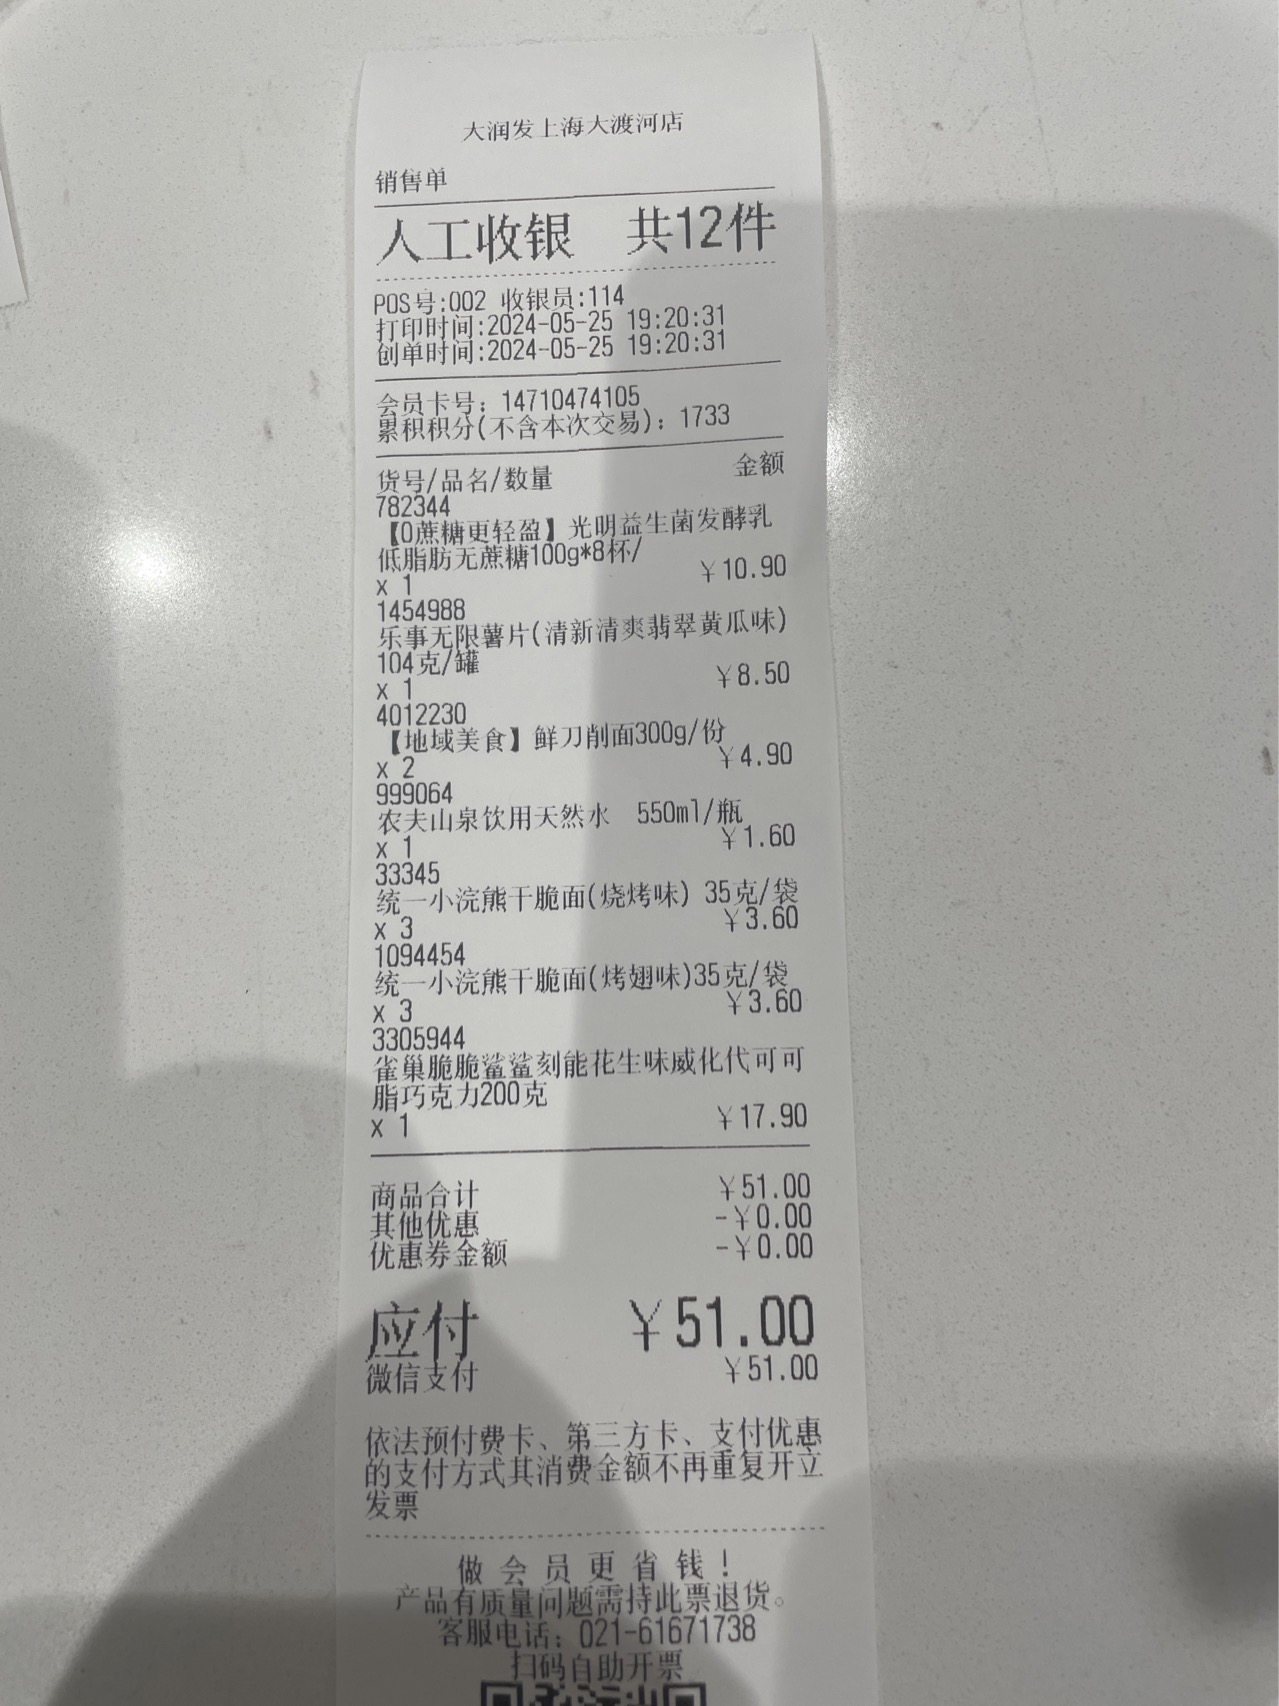 大润发上海大渡河店
销售单
人工收银 共12件
POS号:002 收银员:114
打印时间:2024-05-25 19:20:31
创单时间:2024-05-25 19:20:31
会员卡号：14710474105
累积积分(不含本次交易)：1733
货号/品名/数量 金额
782344
【0蔗糖更轻盈】光明益生菌发酵乳
低脂肪无蔗糖100g*8杯/
x 1 ￥10.90
1454988
乐事无限薯片(清新清爽翡翠黄瓜味)
104克/罐
x 1 ￥8.50
4012230
【地域美食】鲜刀削面300g/份
x 2 ￥4.90
999064
农夫山泉饮用天然水 550ml/瓶
x 1 ￥1.60
33345
统一小浣熊干脆面(烧烤味) 35克/袋
x 3 ￥3.60
1094454
统一小浣熊干脆面(烤翅味)35克/袋
x 3 ￥3.60
3305944
雀巢脆脆鲨鲨刻能花生味威化代可可
脂巧克力200克
x 1 ￥17.90
商品合计 ￥51.00
其他优惠 -￥0.00
优惠券金额 -￥0.00
应付 ￥51.00
微信支付 ￥51.00
依法预付费卡、第三方卡、支付优惠
的支付方式其消费金额不再重复开立
发票
做会员更省钱！
产品有质量问题需持此票退货。
客服电话：021-61671738
扫码自助开票